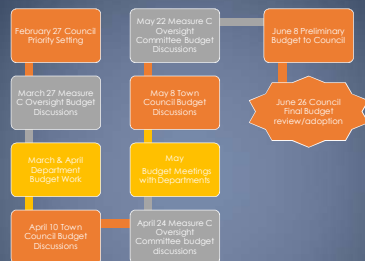 February 27 Council
Priority Setting
March 27 Measure
C Oversight Budget
Discussions
March & April
Department
Budget Work
April 10 Town
Council Budget
Discussions
April 24 Measure C
Oversight
Committee budget
discussions
May
Budget Meetings
with Departments
May 8 Town
Council Budget
Discussions
May 22 Measure C
Oversight
Committee Budget
Discussions
June 8 Preliminary
Budget to Council
June 26 Council
Final Budget
review/adoption